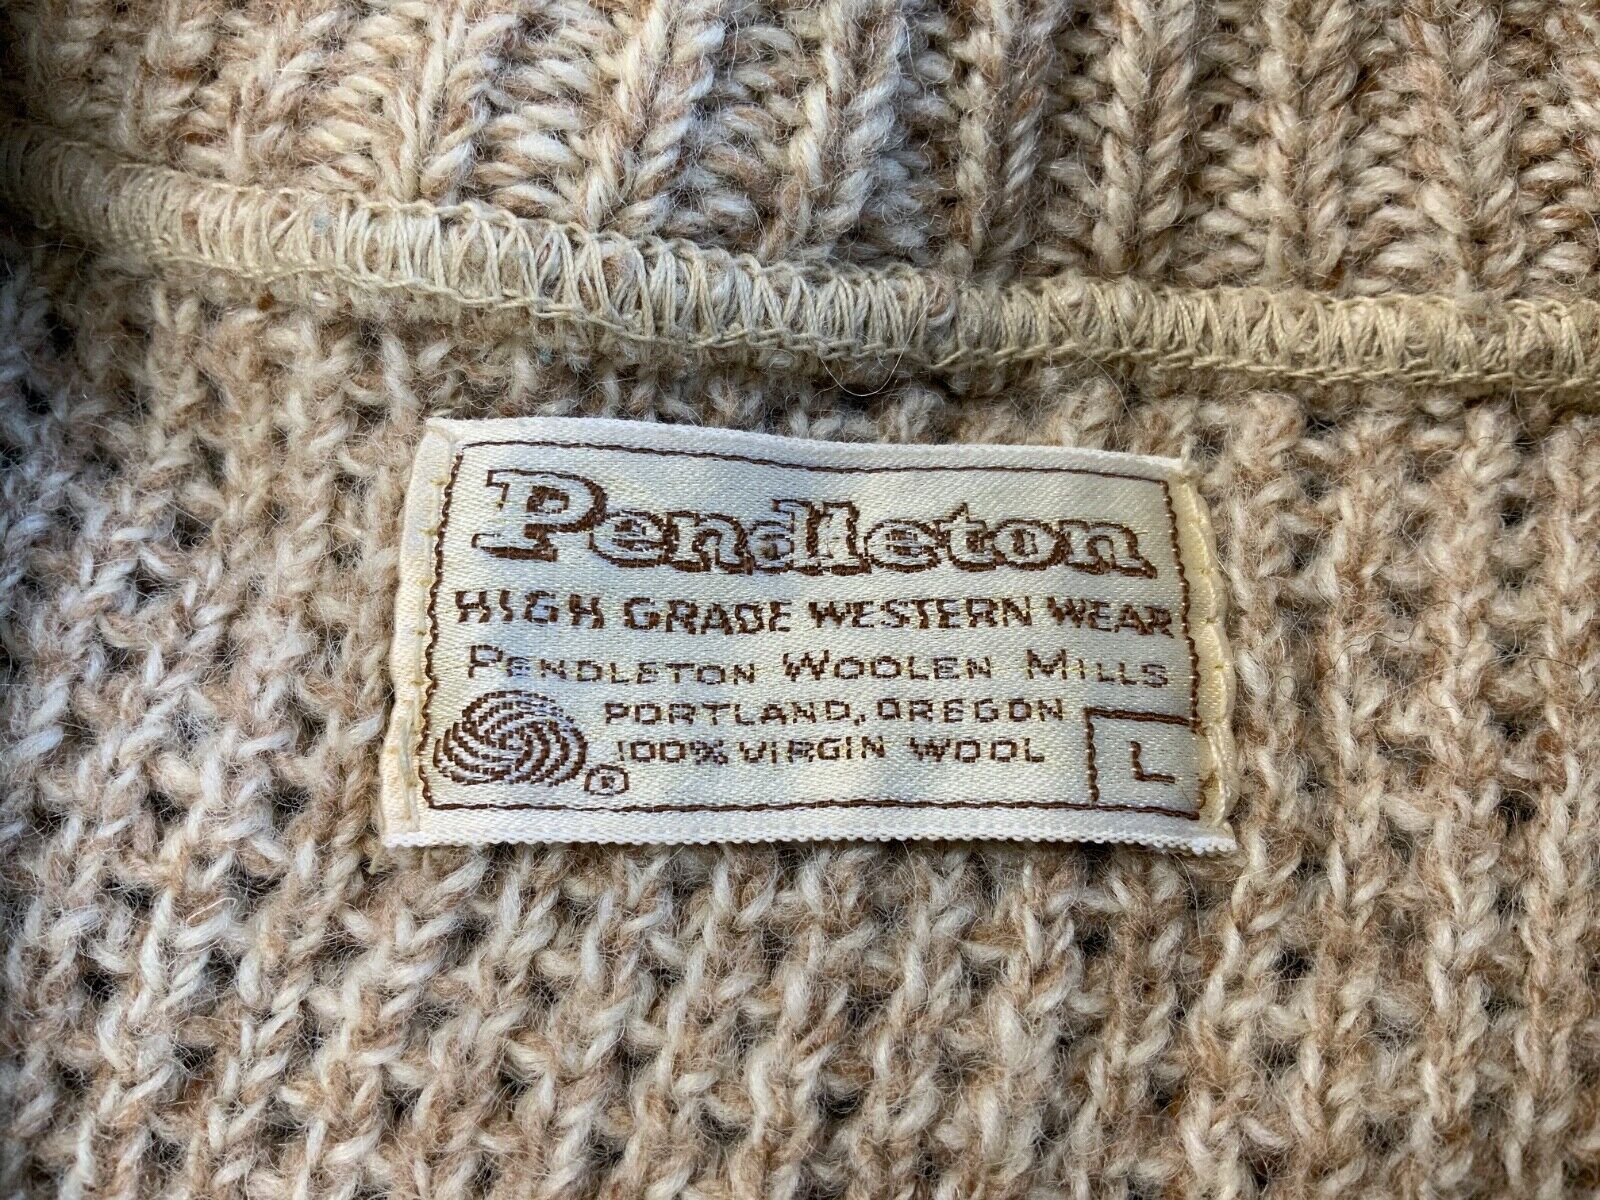 Pendleton
HIGH GRADE WESTERN WEAR
PENDLETON WOOLEN MILLS
PORTLAND, OREGON
100% VIRGIN WOOL
®
L